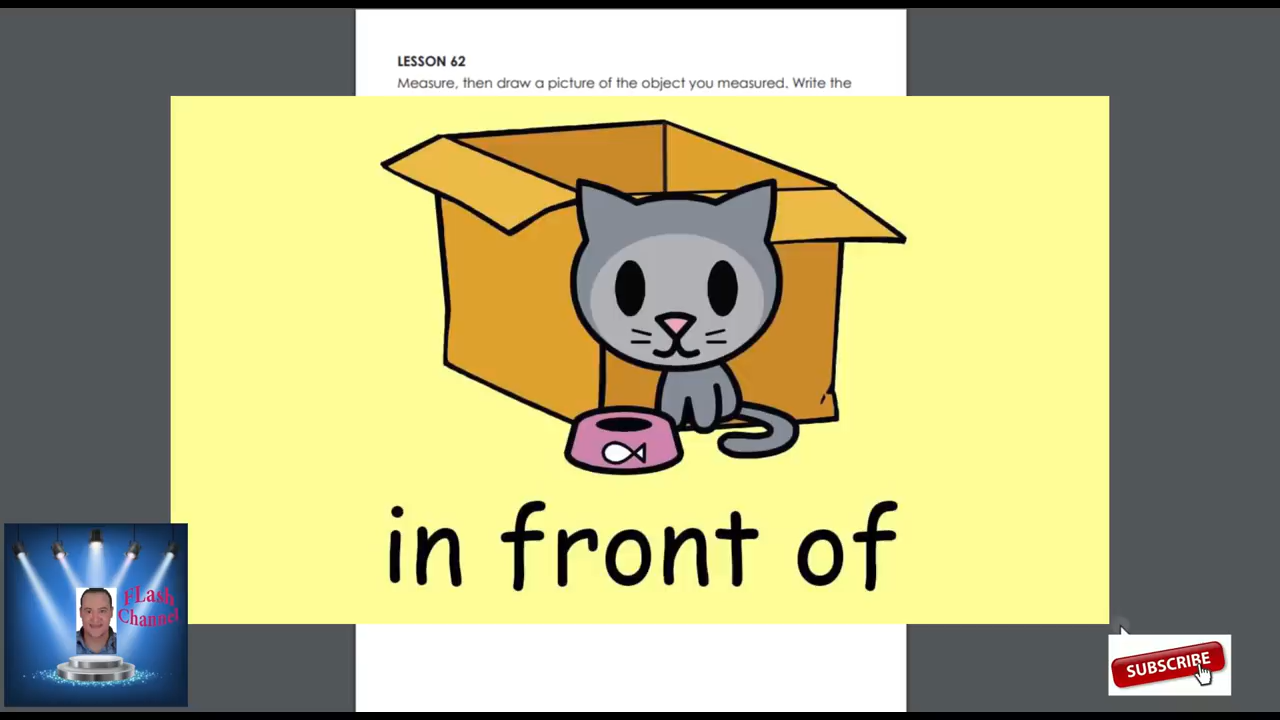 LESSON 62
Measure, then draw a picture of the object you measured. Write the
in front of
FLash
Channel
SUBSCRIBE